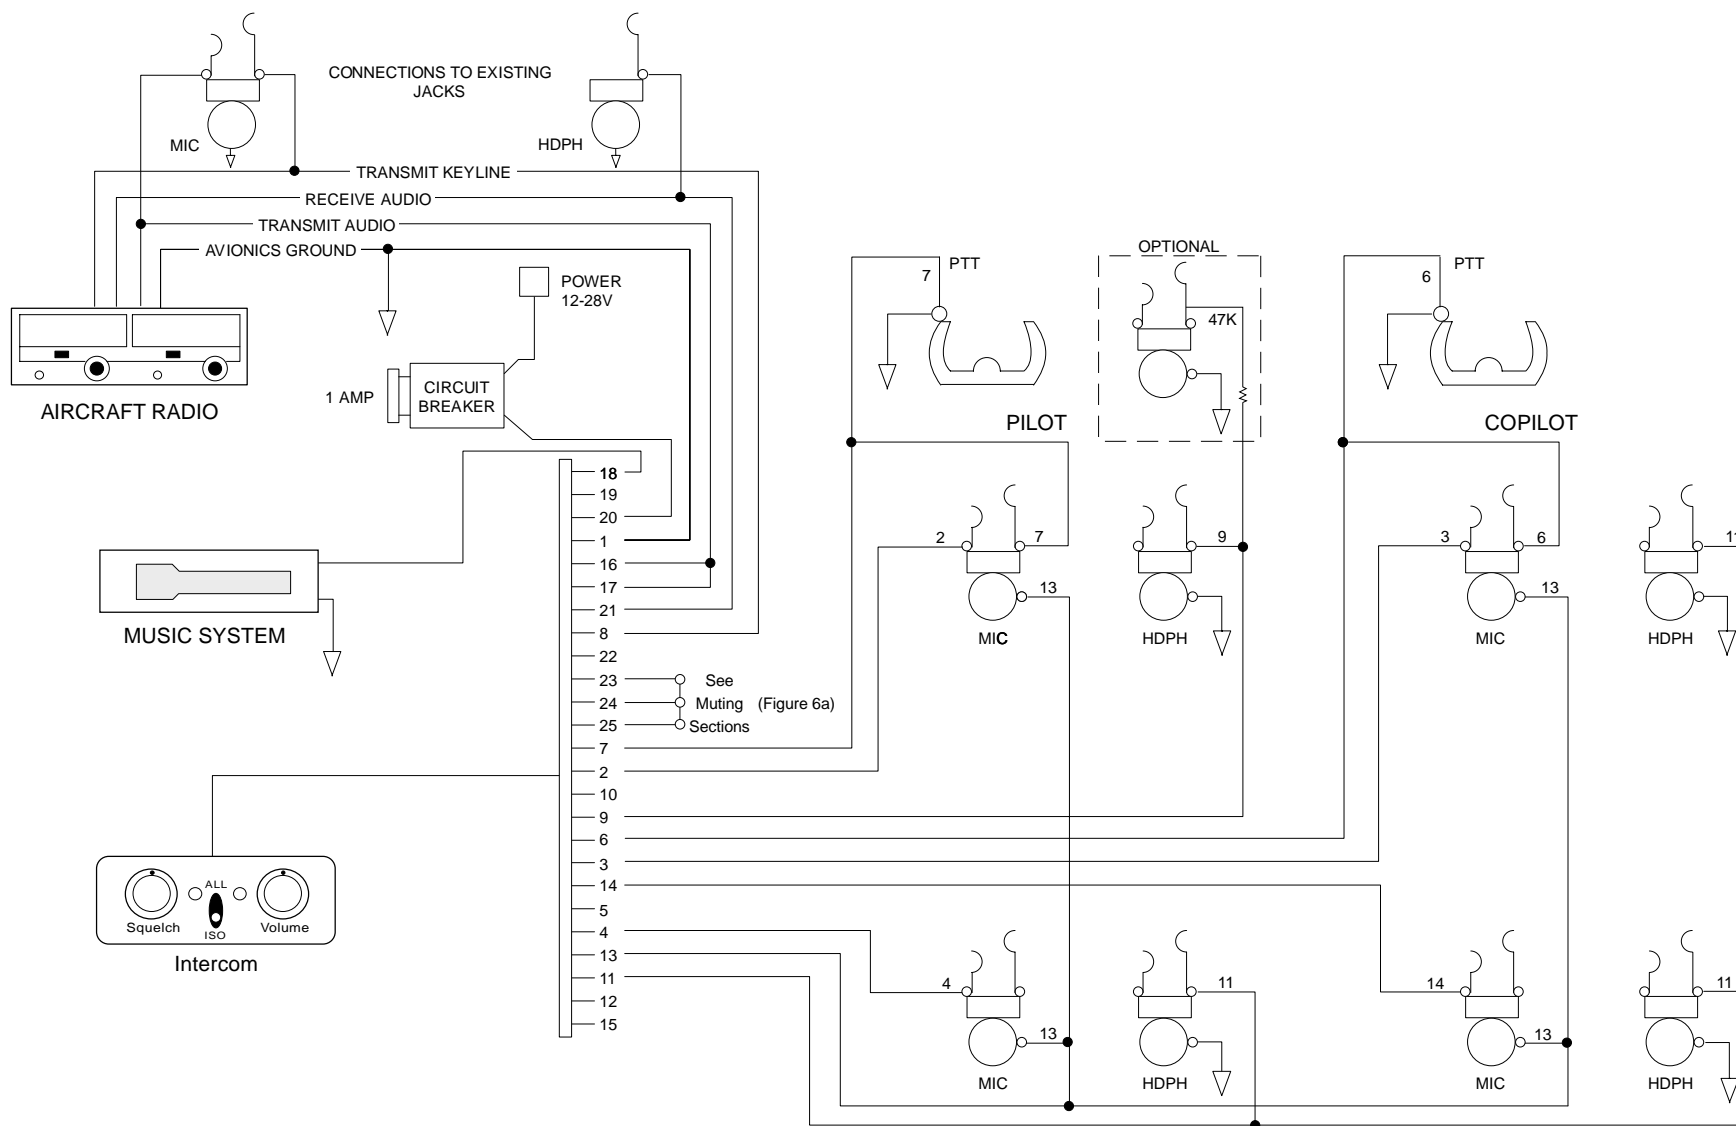 CONNECTIONS TO EXISTING
JACKS
MIC
HDPH
TRANSMIT KEYLINE
RECEIVE AUDIO
TRANSMIT AUDIO
AVIONICS GROUND
POWER
12-28V
1 AMP
CIRCUIT
BREAKER
AIRCRAFT RADIO
7
PTT
OPTIONAL
47K
6
PTT
PILOT
COPILOT
18
19
20
1
16
17
21
8
22
23
24
25
7
2
10
9
6
3
14
5
4
13
11
12
15
See
Muting (Figure 6a)
Sections
MUSIC SYSTEM
Squelch
ALL
ISO
Volume
Intercom
2
7
13
MIC
9
HDPH
3
6
13
MIC
11
HDPH
4
13
MIC
11
HDPH
14
13
MIC
11
HDPH